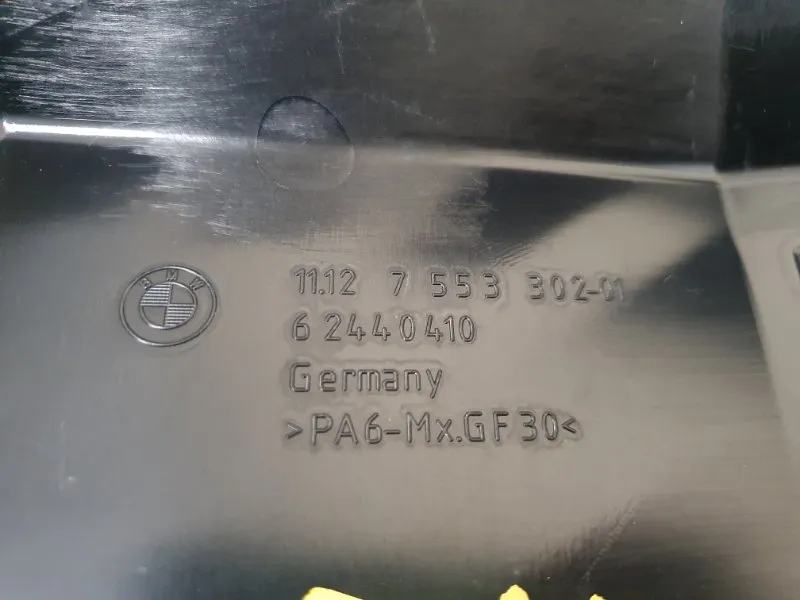 BMW
11.12 7 553 302-01
6 2440410
Germany
>PA6-Mx.GF30<